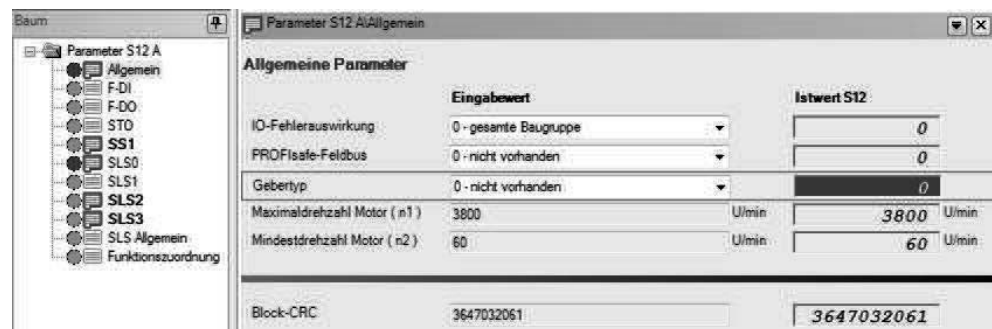 Baum
Parameter S12 A
Allgemein
F-DI
F-DO
STO
SS1
SLS0
SLS1
SLS2
SLS3
SLS Allgemein
Funktionszuordnung
Parameter S12 A\Allgemein
Allgemeine Parameter
Eingabewert Istwert S12
IO-Fehlerauswirkung 0 - gesamte Baugruppe 0
PROFIsafe-Feldbus 0 - nicht vorhanden 0
Gebertyp 0 - nicht vorhanden 0
Maximaldrehzahl Motor ( n1 ) 3800 U/min 3800 U/min
Mindestdrehzahl Motor ( n2 ) 60 U/min 60 U/min
Block-CRC 3647032061 3647032061